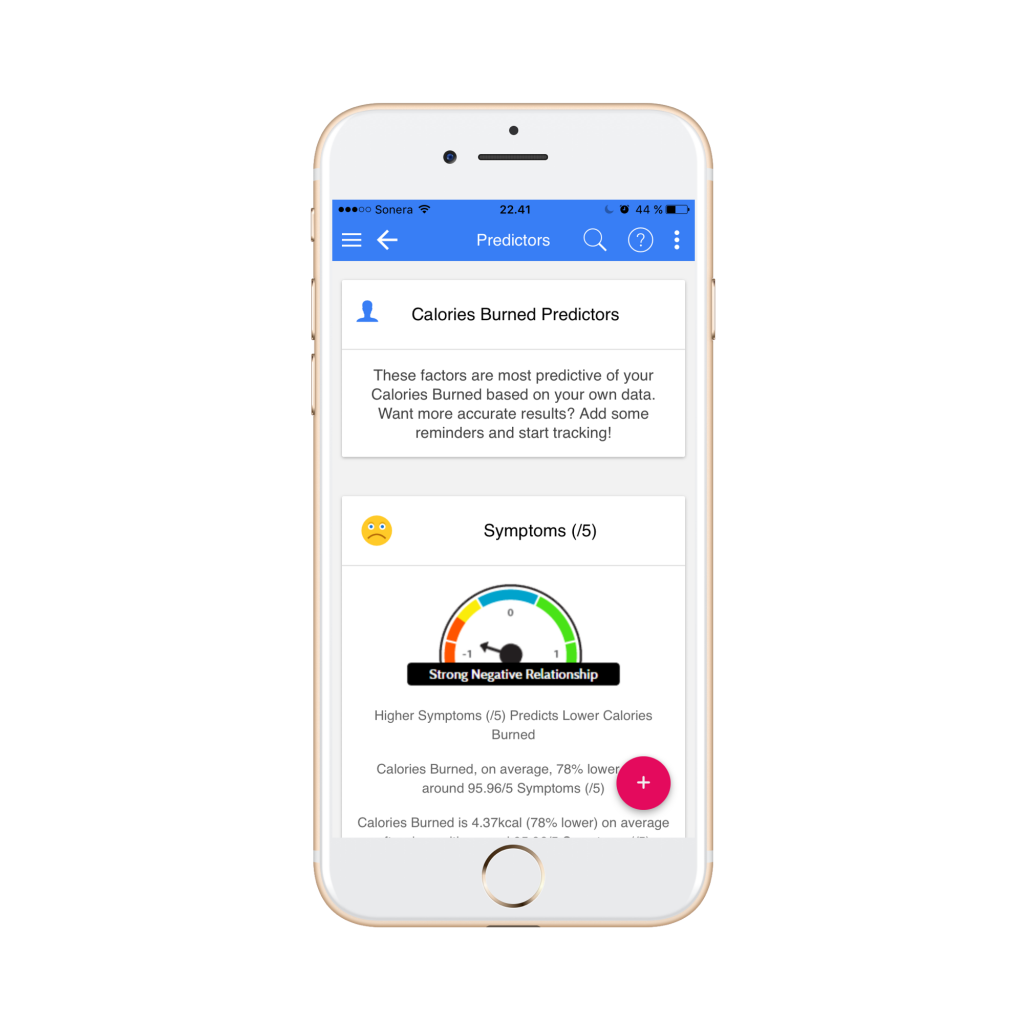 Sonera
22.41
44 %
Predictors
?
Calories Burned Predictors
These factors are most predictive of your
Calories Burned based on your own data.
Want more accurate results? Add some
reminders and start tracking!
Symptoms (/5)
0
-1
1
Strong Negative Relationship
Higher Symptoms (/5) Predicts Lower Calories
Burned
Calories Burned, on average, 78% lower
around 95.96/5 Symptoms (/5)
+
Calories Burned is 4.37kcal (78% lower) on average